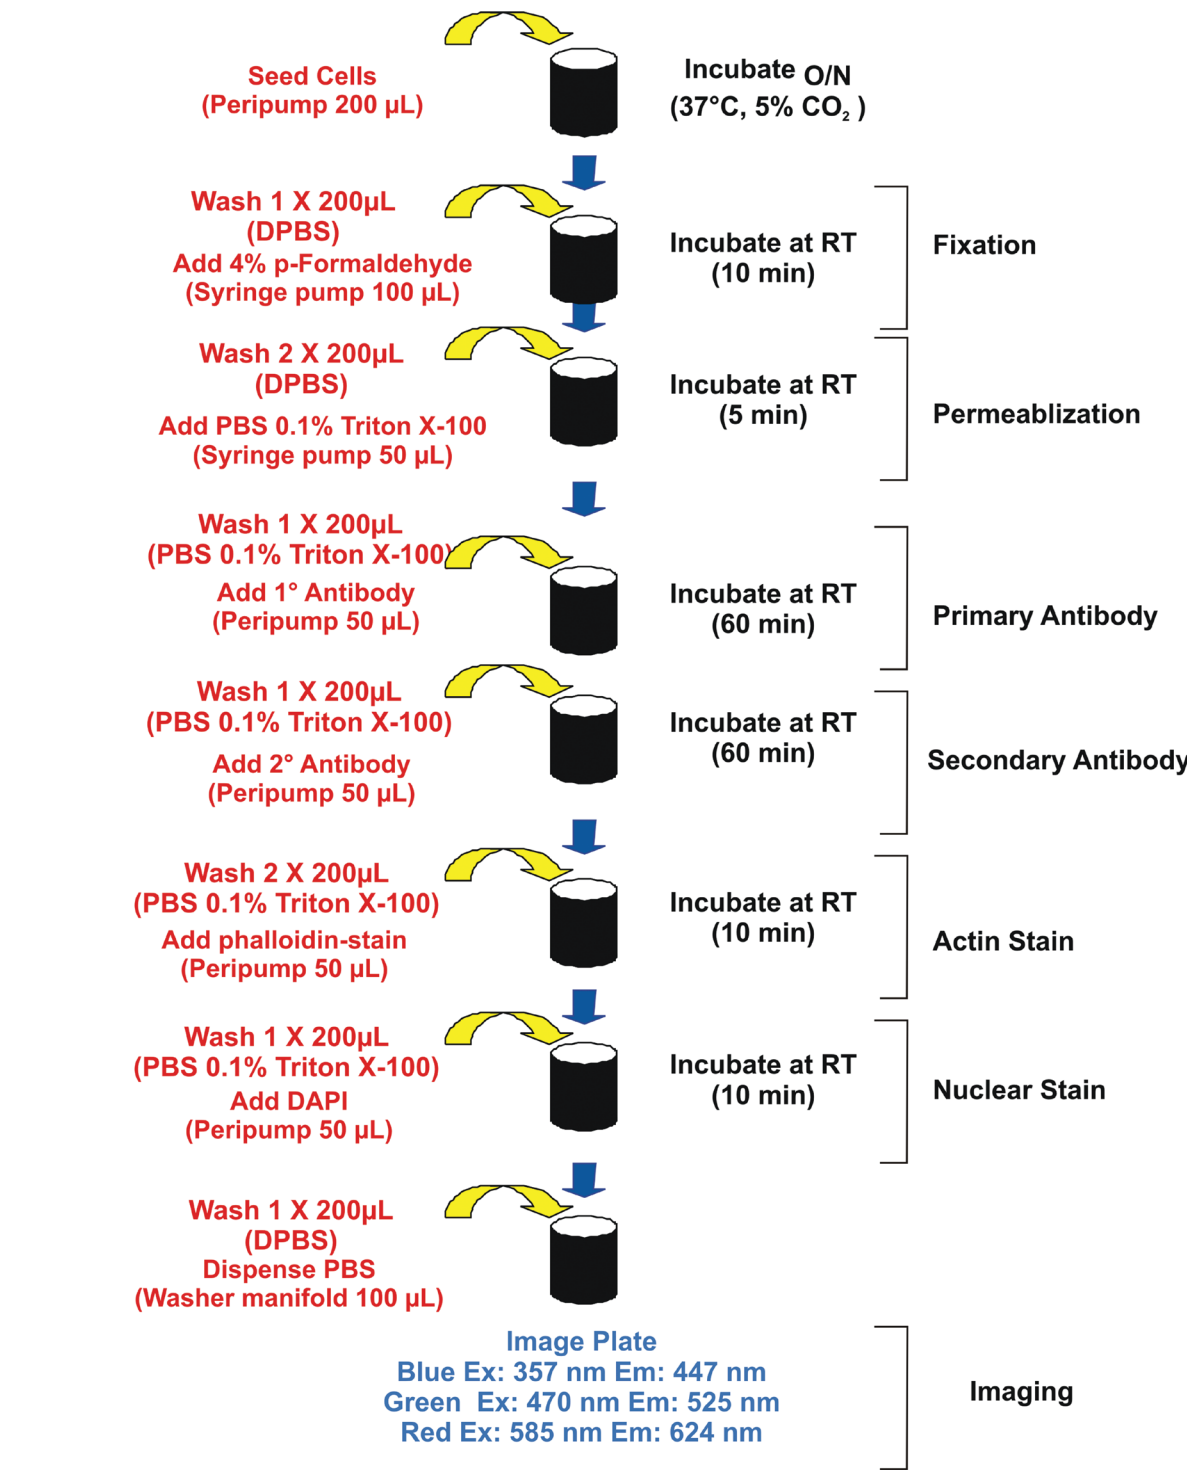 Seed Cells
(Peripump 200 µL)
Incubate O/N
(37°C, 5% CO₂ )
Wash 1 X 200µL
(DPBS)
Add 4% p-Formaldehyde
(Syringe pump 100 µL)
Incubate at RT
(10 min)
Fixation
Wash 2 X 200µL
(DPBS)
Add PBS 0.1% Triton X-100
(Syringe pump 50 µL)
Incubate at RT
(5 min)
Permeablization
Wash 1 X 200µL
(PBS 0.1% Triton X-100)
Add 1° Antibody
(Peripump 50 µL)
Incubate at RT
(60 min)
Primary Antibody
Wash 1 X 200µL
(PBS 0.1% Triton X-100)
Add 2° Antibody
(Peripump 50 µL)
Incubate at RT
(60 min)
Secondary Antibody
Wash 2 X 200µL
(PBS 0.1% Triton X-100)
Add phalloidin-stain
(Peripump 50 µL)
Incubate at RT
(10 min)
Actin Stain
Wash 1 X 200µL
(PBS 0.1% Triton X-100)
Add DAPI
(Peripump 50 µL)
Incubate at RT
(10 min)
Nuclear Stain
Wash 1 X 200µL
(DPBS)
Dispense PBS
(Washer manifold 100 µL)
Image Plate
Blue Ex: 357 nm Em: 447 nm
Green Ex: 470 nm Em: 525 nm
Red Ex: 585 nm Em: 624 nm
Imaging